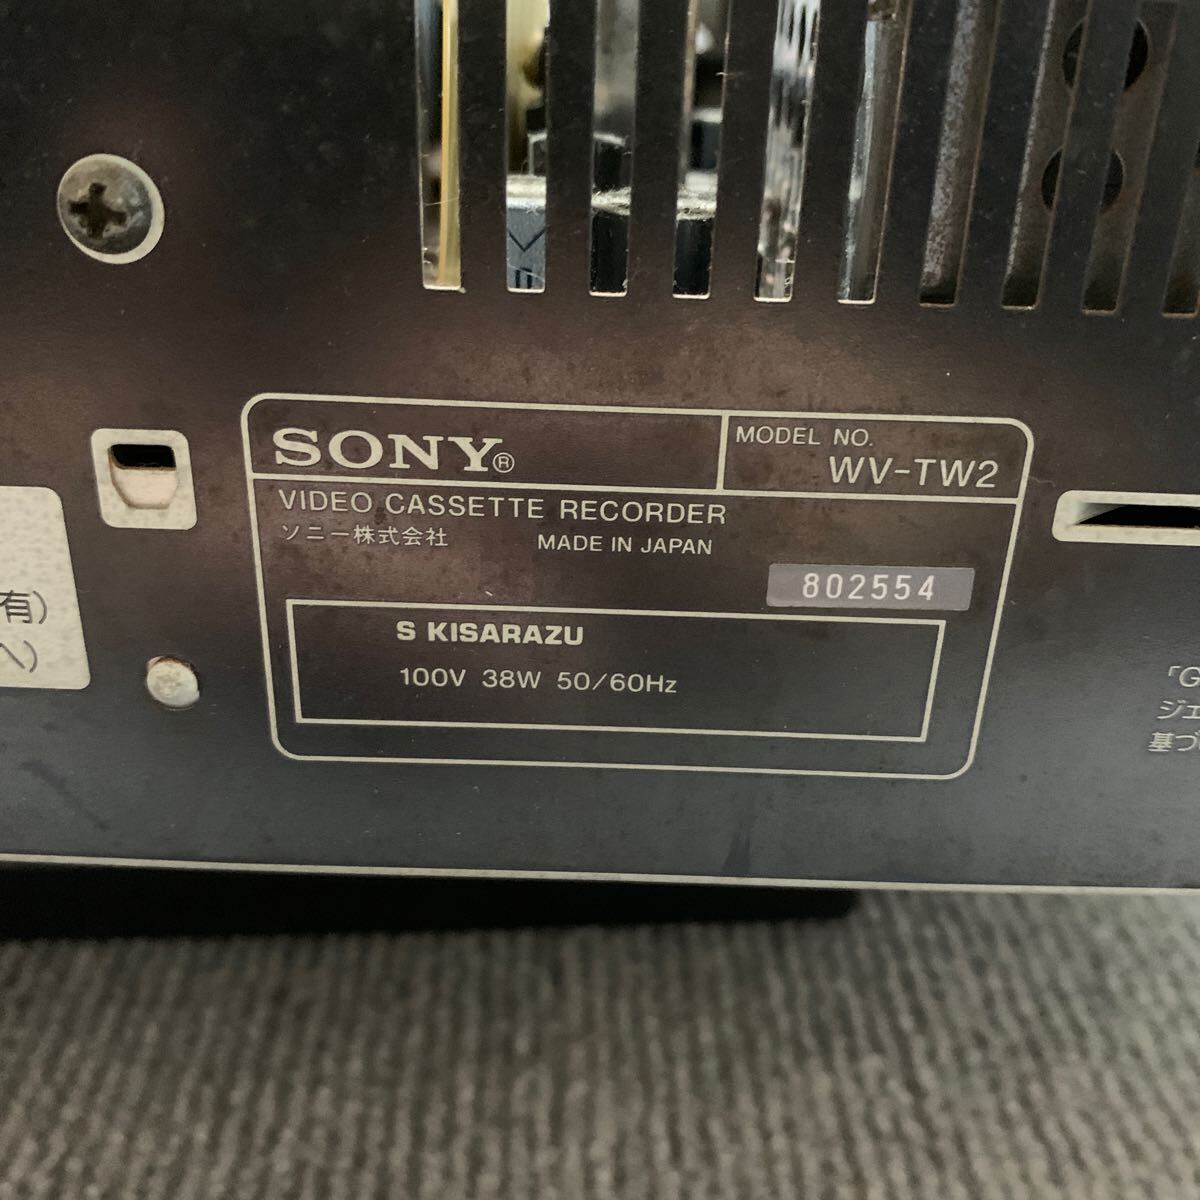 SONY®
MODEL NO.
WV-TW2
VIDEO CASSETTE RECORDER
ソニー株式会社
MADE IN JAPAN
802554
S KISARAZU
100V 38W 50/60Hz
有)
へ)
「G
ジェ
基づ